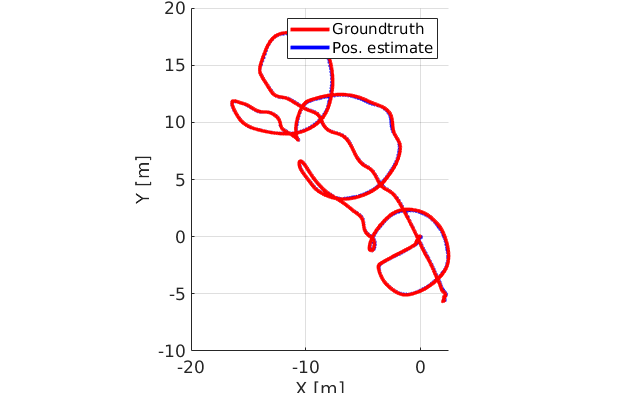 20
Groundtruth
Pos. estimate
15
10
5
0
-5
-10
Y [m]
-20
-10
0
X [m]